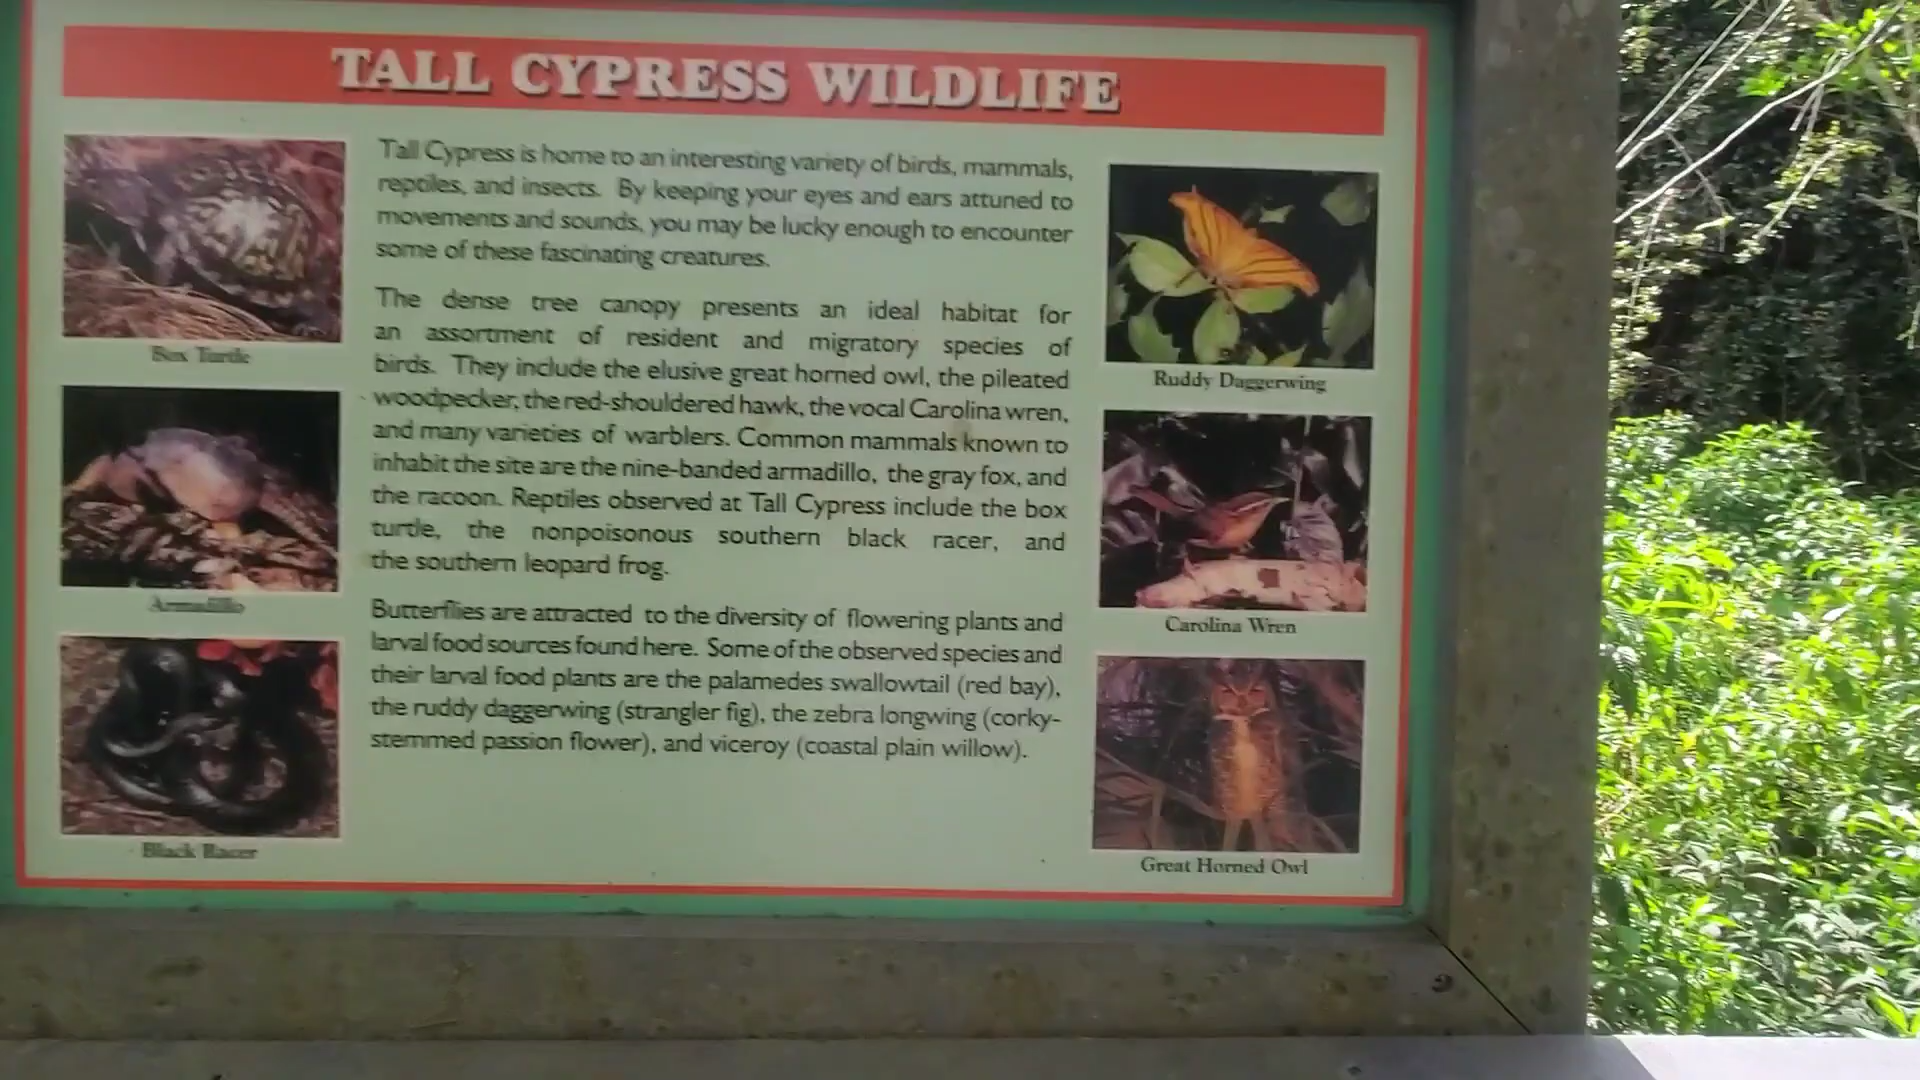 TALL CYPRESS WILDLIFE
Tall Cypress is home to an interesting variety of birds, mammals,
reptiles, and insects. By keeping your eyes and ears attuned to
movements and sounds, you may be lucky enough to encounter
some of these fascinating creatures.
The dense tree canopy presents an ideal habitat for
an assortment of resident and migratory species of
birds. They include the elusive great horned owl, the pileated
woodpecker, the red-shouldered hawk, the vocal Carolina wren,
and many varieties of warblers. Common mammals known to
inhabit the site are the nine-banded armadillo, the gray fox, and
the racoon. Reptiles observed at Tall Cypress include the box
turtle, the nonpoisonous southern black racer, and
the southern leopard frog.
Butterflies are attracted to the diversity of flowering plants and
larval food sources found here. Some of the observed species and
their larval food plants are the palamedes swallowtail (red bay),
the ruddy daggerwing (strangler fig), the zebra longwing (corky-
stemmed passion flower), and viceroy (coastal plain willow).
Box Turtle
Armadillo
Black Racer
Ruddy Daggerwing
Carolina Wren
Great Horned Owl